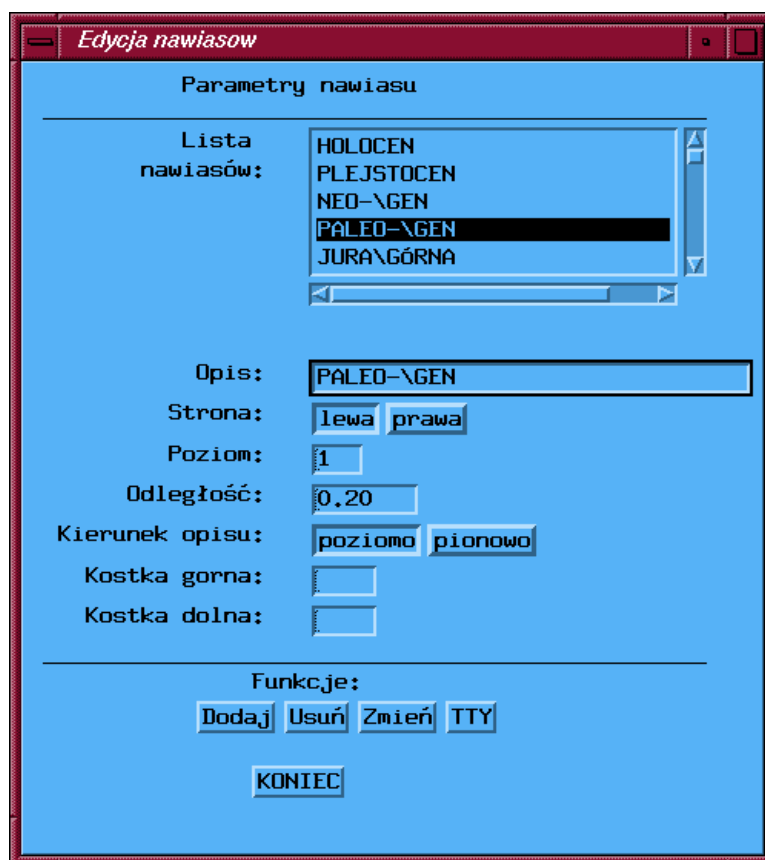 Edycja nawiasow
Parametry nawiasu
Lista
nawiasów:
HOLOCEN
PLEJSTOCEN
NEO-\GEN
PALEO-\GEN
JURA\GÓRNA
Opis: PALEO-\GEN
Strona: lewa prawa
Poziom: 1
Odległość: 0.20
Kierunek opisu: poziomo pionowo
Kostka gorna:
Kostka dolna:
Funkcje:
Dodaj Usuń Zmień TTY
KONIEC